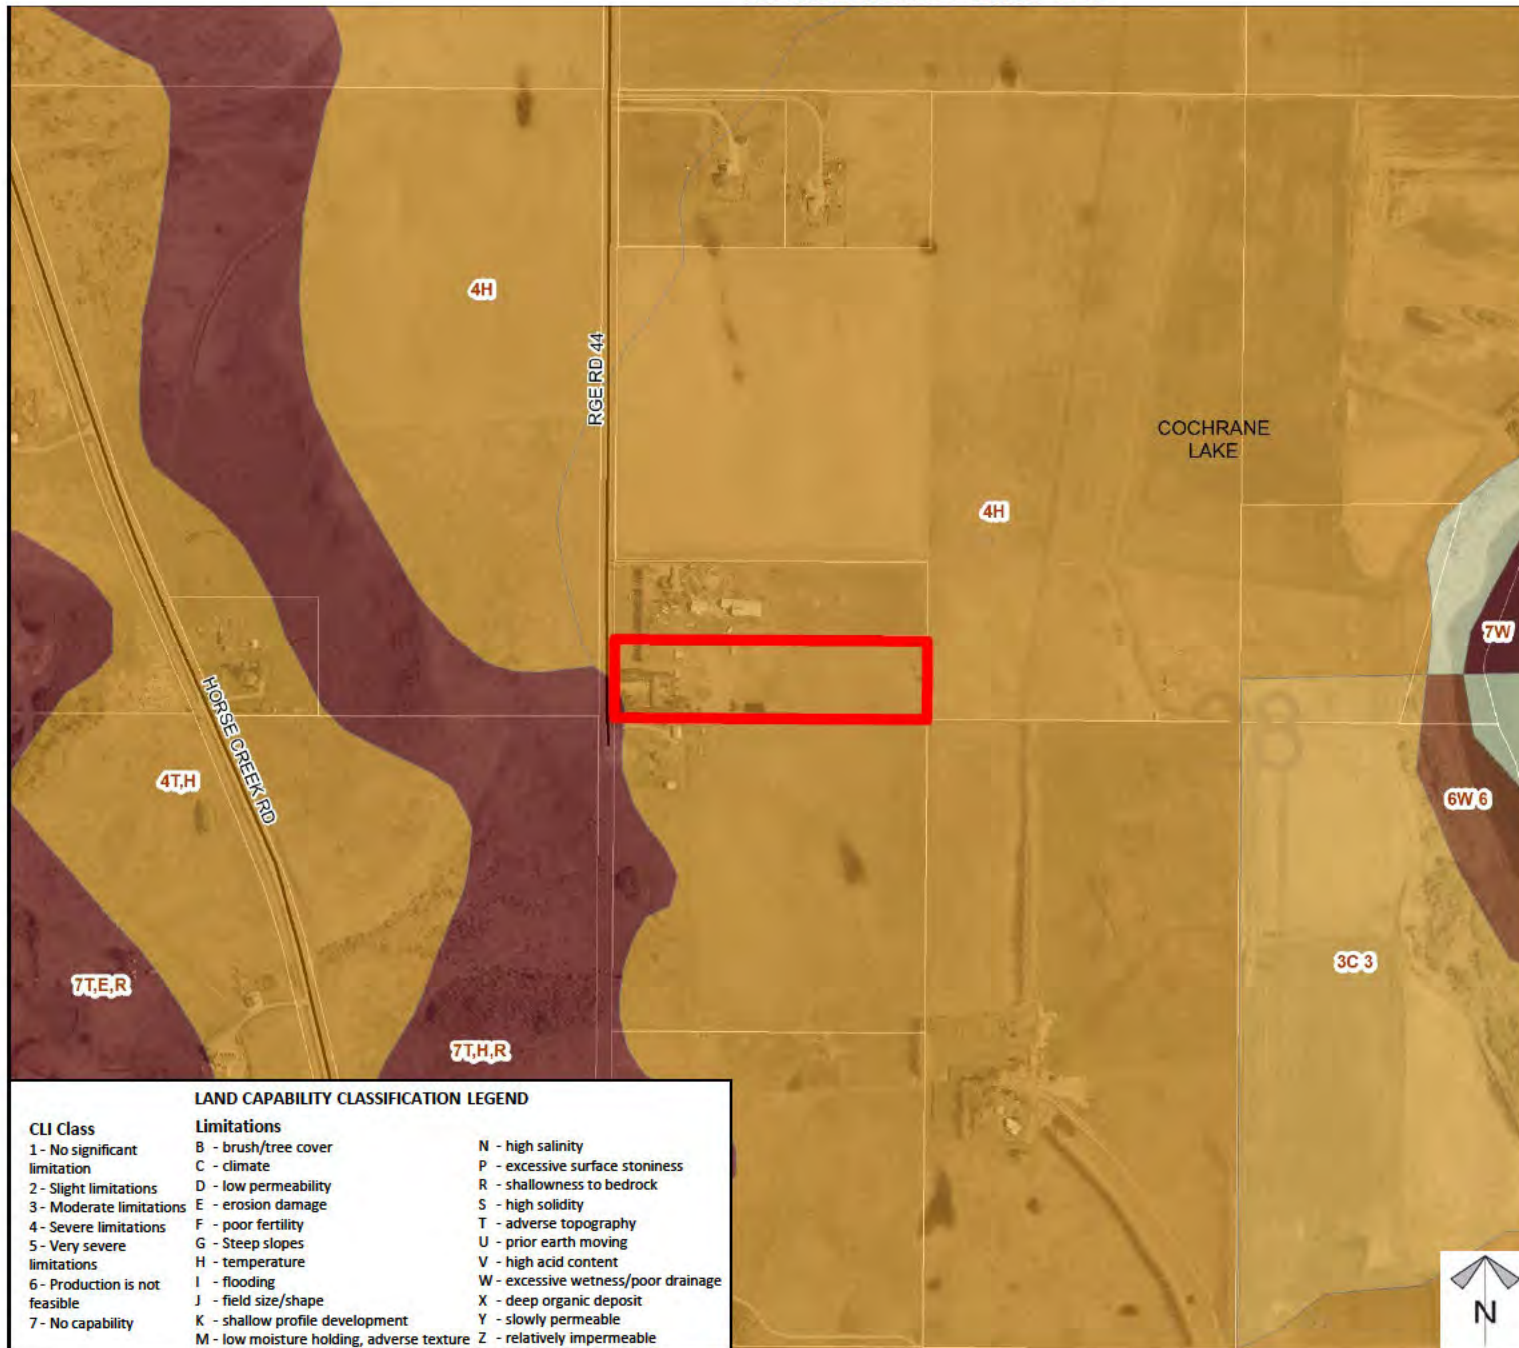 4H
RGE RD 44
COCHRANE
LAKE
4H
7W
HORSE CREEK RD
28
4T,H
6W 6
3C 3
7T,E,R
7T,H,R
LAND CAPABILITY CLASSIFICATION LEGEND
CLI Class
1 - No significant
limitation
2 - Slight limitations
3 - Moderate limitations
4 - Severe limitations
5 - Very severe
limitations
6 - Production is not
feasible
7 - No capability
Limitations
B - brush/tree cover
C - climate
D - low permeability
E - erosion damage
F - poor fertility
G - Steep slopes
H - temperature
I - flooding
J - field size/shape
K - shallow profile development
M - low moisture holding, adverse texture
N - high salinity
P - excessive surface stoniness
R - shallowness to bedrock
S - high solidity
T - adverse topography
U - prior earth moving
V - high acid content
W - excessive wetness/poor drainage
X - deep organic deposit
Y - slowly permeable
Z - relatively impermeable
N